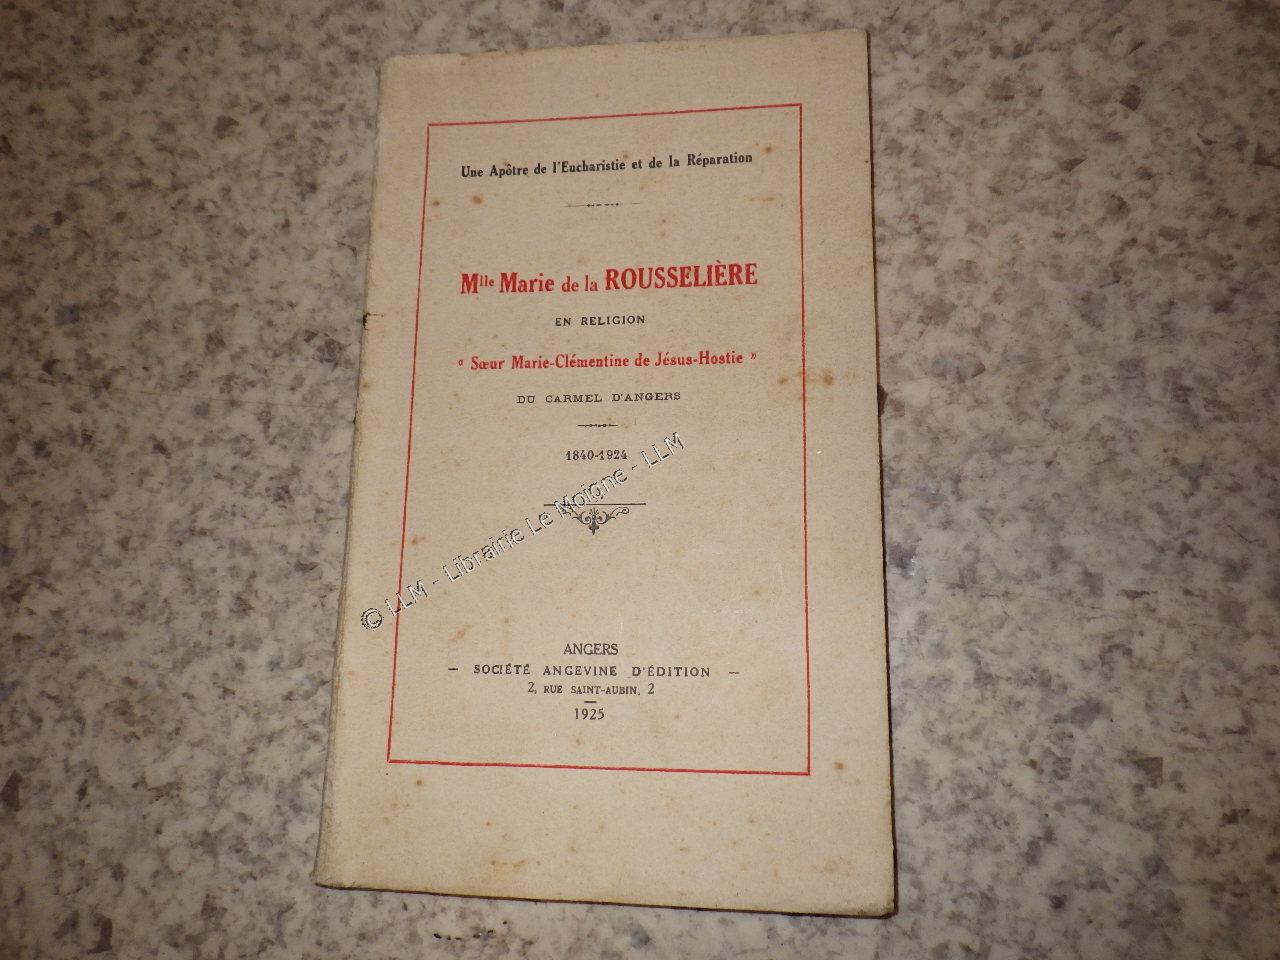 Une Apôtre de l'Eucharistie et de la Réparation
Mlle Marie de la ROUSSELIÈRE
EN RELIGION
« Sœur Marie-Clémentine de Jésus-Hostie »
DU CARMEL D'ANGERS
1840-1924
© LLM - Librairie Le Moigne - LLM
ANGERS
— SOCIÉTÉ ANGEVINE D'ÉDITION —
2, RUE SAINT-AUBIN, 2
1925